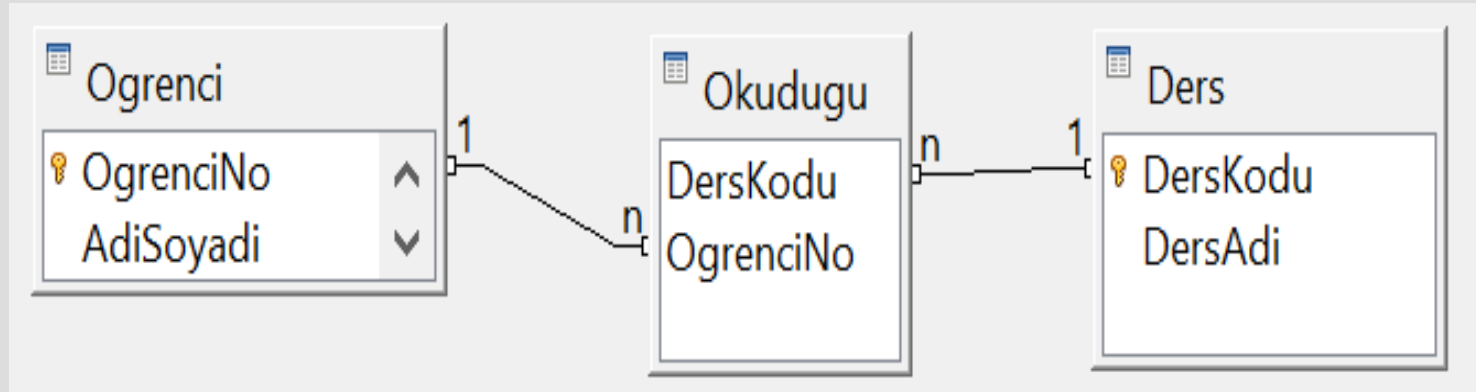 Ogrenci
OgrenciNo
AdiSoyadi
1
n
Okudugu
DersKodu
OgrenciNo
n
1
Ders
DersKodu
DersAdi